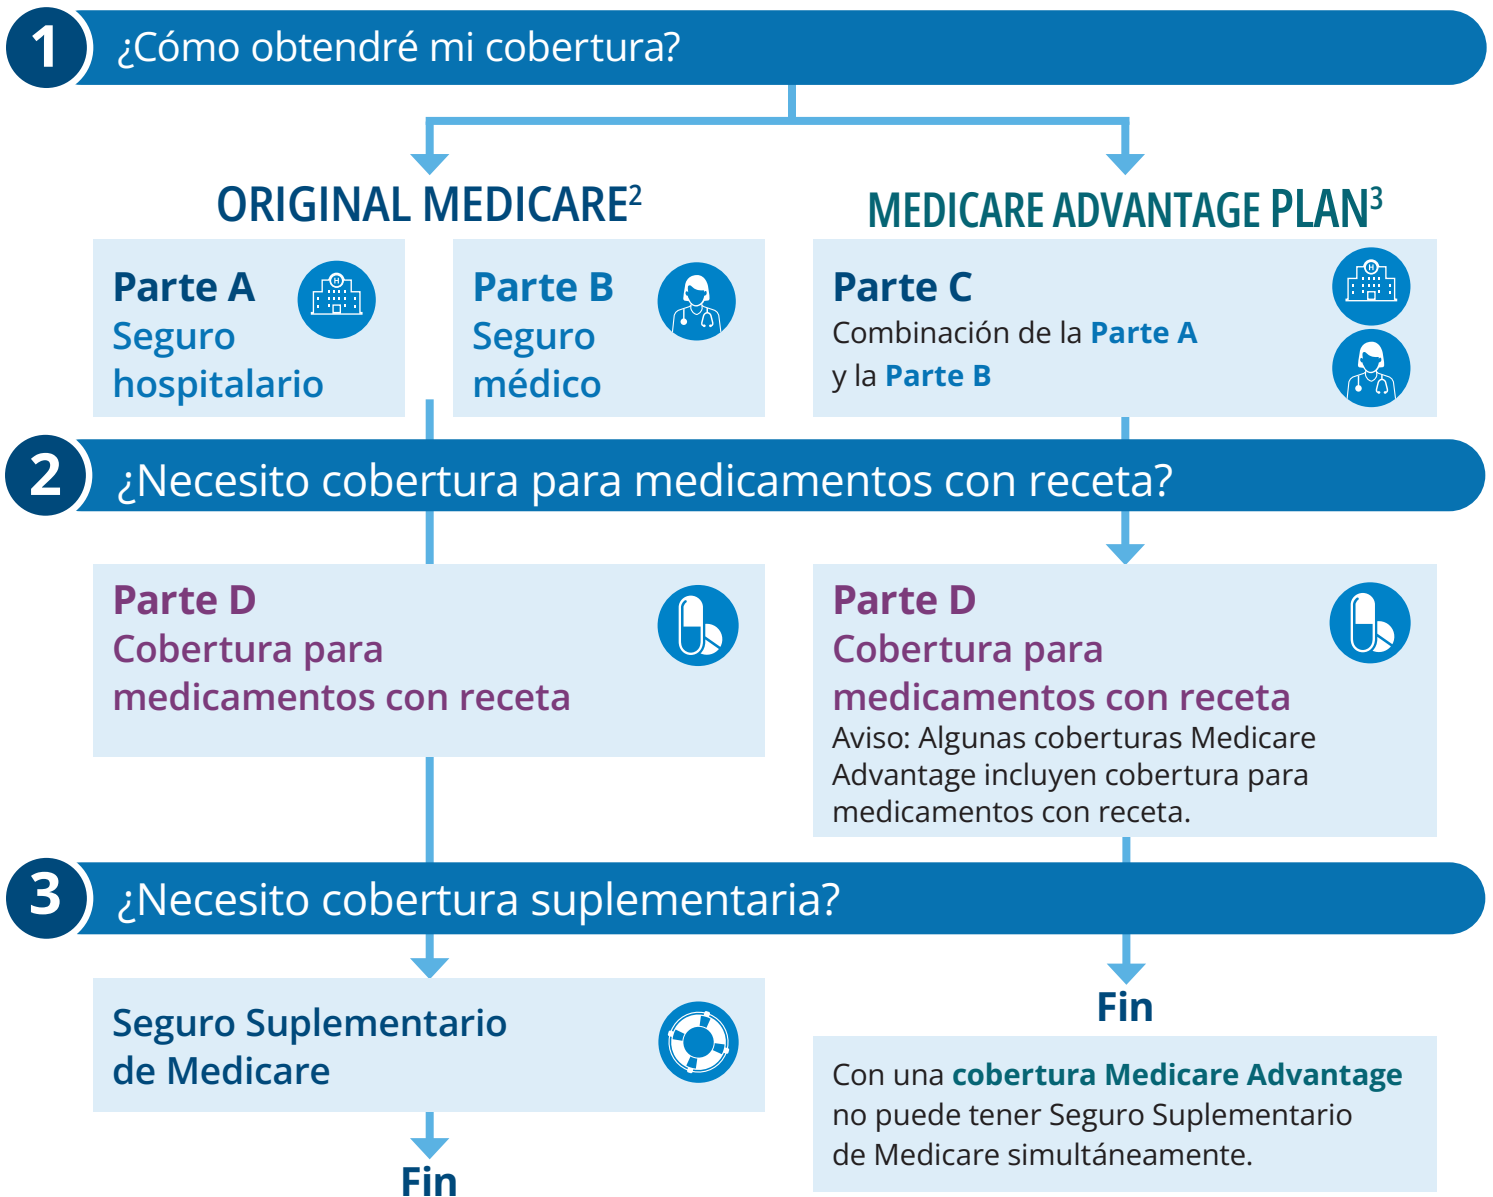 1 ¿Cómo obtendré mi cobertura?
ORIGINAL MEDICARE²
Parte A
Seguro
hospitalario
Parte B
Seguro
médico
MEDICARE ADVANTAGE PLAN³
Parte C
Combinación de la Parte A
y la Parte B
2 ¿Necesito cobertura para medicamentos con receta?
Parte D
Cobertura para
medicamentos con receta
Parte D
Cobertura para
medicamentos con receta
Aviso: Algunas coberturas Medicare
Advantage incluyen cobertura para
medicamentos con receta.
3 ¿Necesito cobertura suplementaria?
Seguro Suplementario
de Medicare
Fin
Fin
Con una cobertura Medicare Advantage
no puede tener Seguro Suplementario
de Medicare simultáneamente.